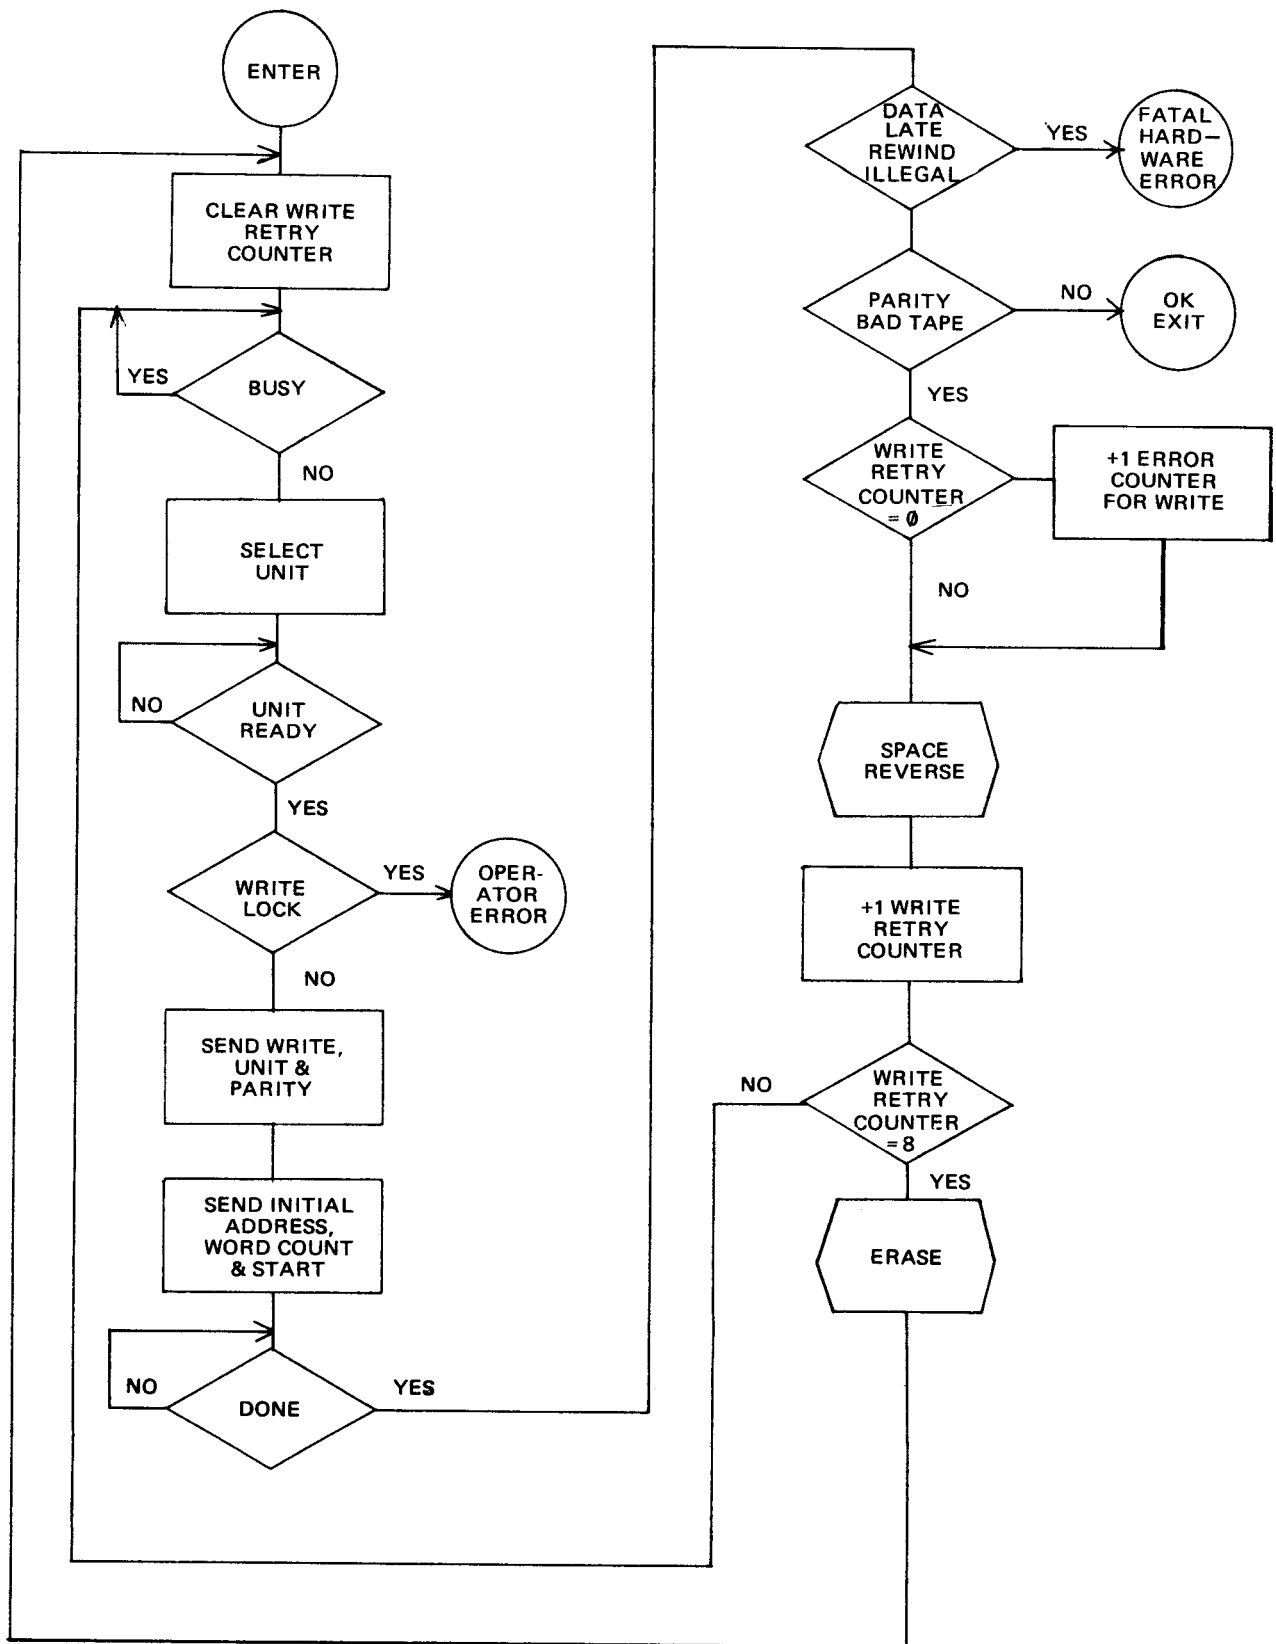 ENTER
CLEAR WRITE
RETRY
COUNTER
YES
BUSY
NO
SELECT
UNIT
NO
UNIT
READY
YES
WRITE
LOCK
YES
OPER-
ATOR
ERROR
NO
SEND WRITE,
UNIT &
PARITY
SEND INITIAL
ADDRESS,
WORD COUNT
& START
NO
DONE
YES
DATA
LATE
REWIND
ILLEGAL
YES
FATAL
HARD-
WARE
ERROR
PARITY
BAD TAPE
NO
OK
EXIT
YES
WRITE
RETRY
COUNTER
= Ø
+1 ERROR
COUNTER
FOR WRITE
NO
SPACE
REVERSE
+1 WRITE
RETRY
COUNTER
NO
WRITE
RETRY
COUNTER
= 8
YES
ERASE